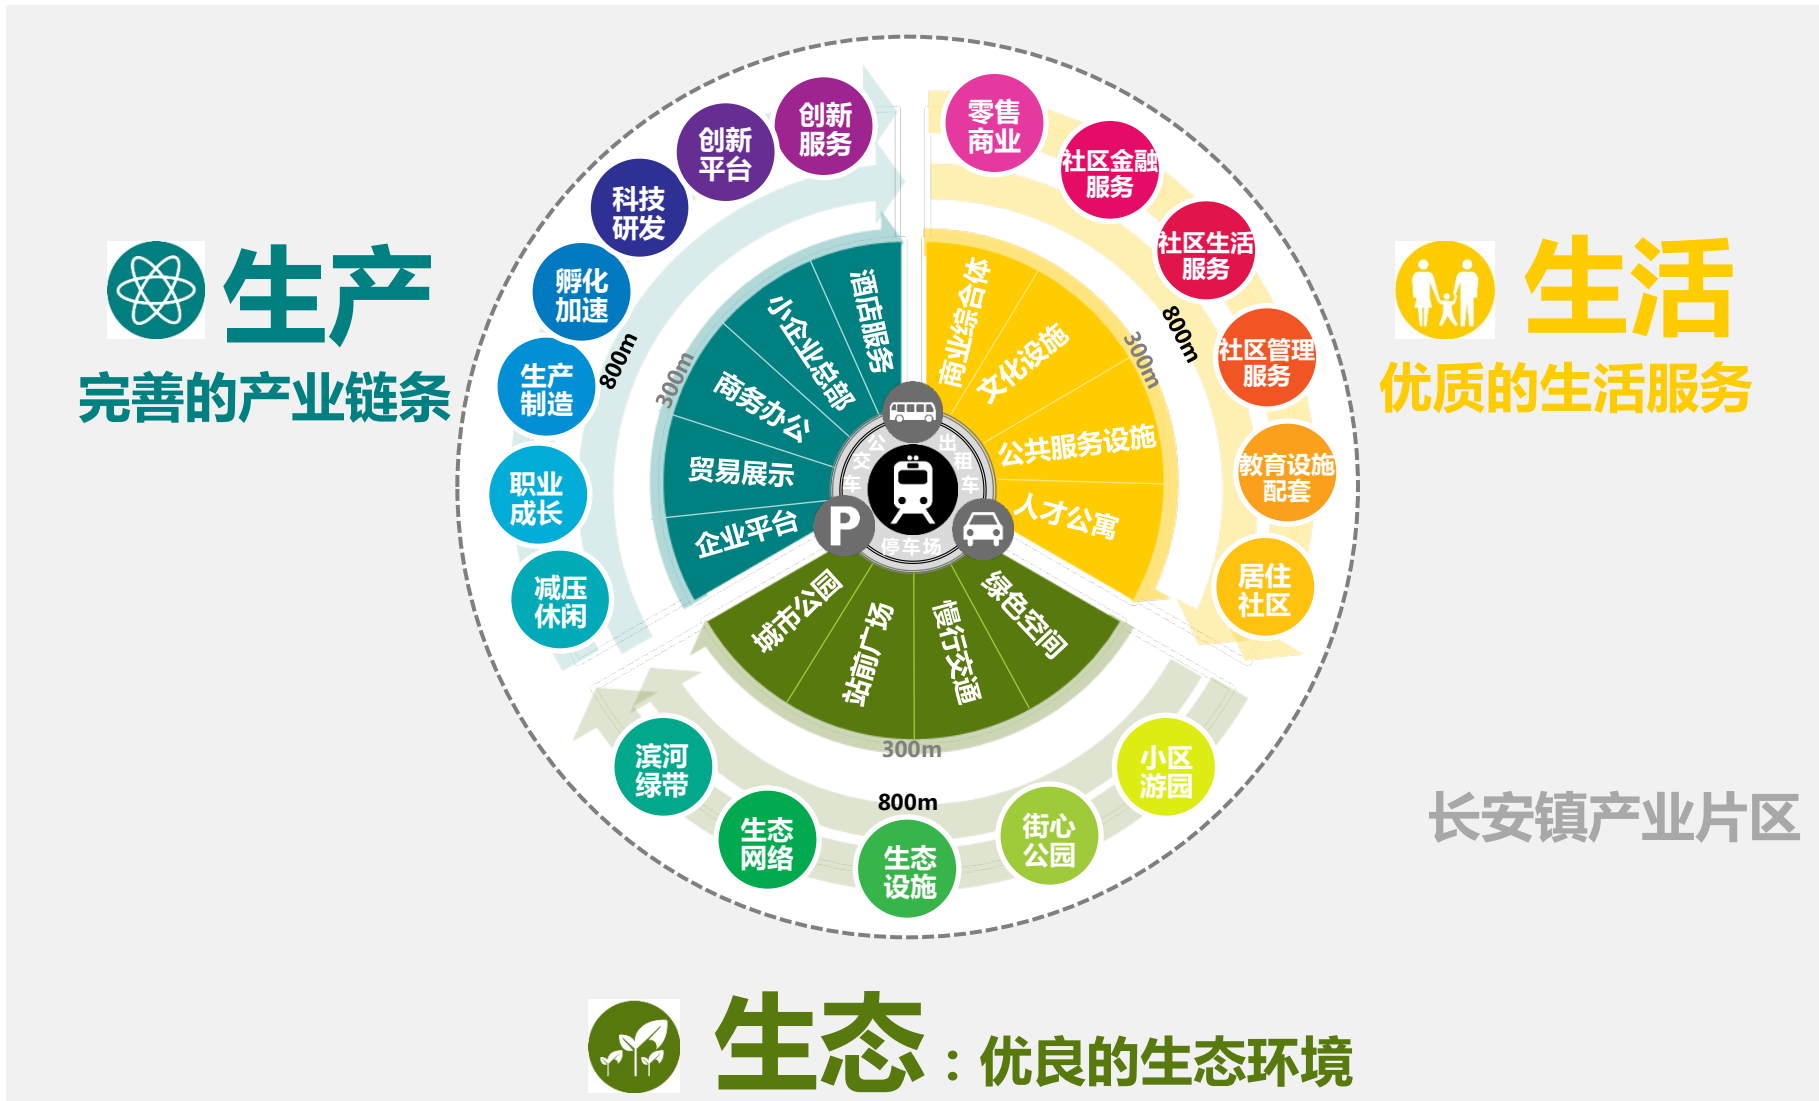 生产
完善的产业链条
创新
服务
创新
平台
科技
研发
孵化
加速
生产
制造
职业
成长
减压
休闲
800m
300m
酒店服务
小企业总部
商务办公
贸易展示
企业平台
生活
优质的生活服务
零售
商业
社区金融
服务
社区生活
服务
社区管理
服务
教育设施
配套
居住
社区
800m
300m
商业综合体
文化设施
公共服务设施
人才公寓
公交车
出租车
P
停车场
城市公园
站前广场
慢行交通
绿色空间
300m
800m
滨河
绿带
生态
网络
生态
设施
街心
公园
小区
游园
长安镇产业片区
生态：优良的生态环境